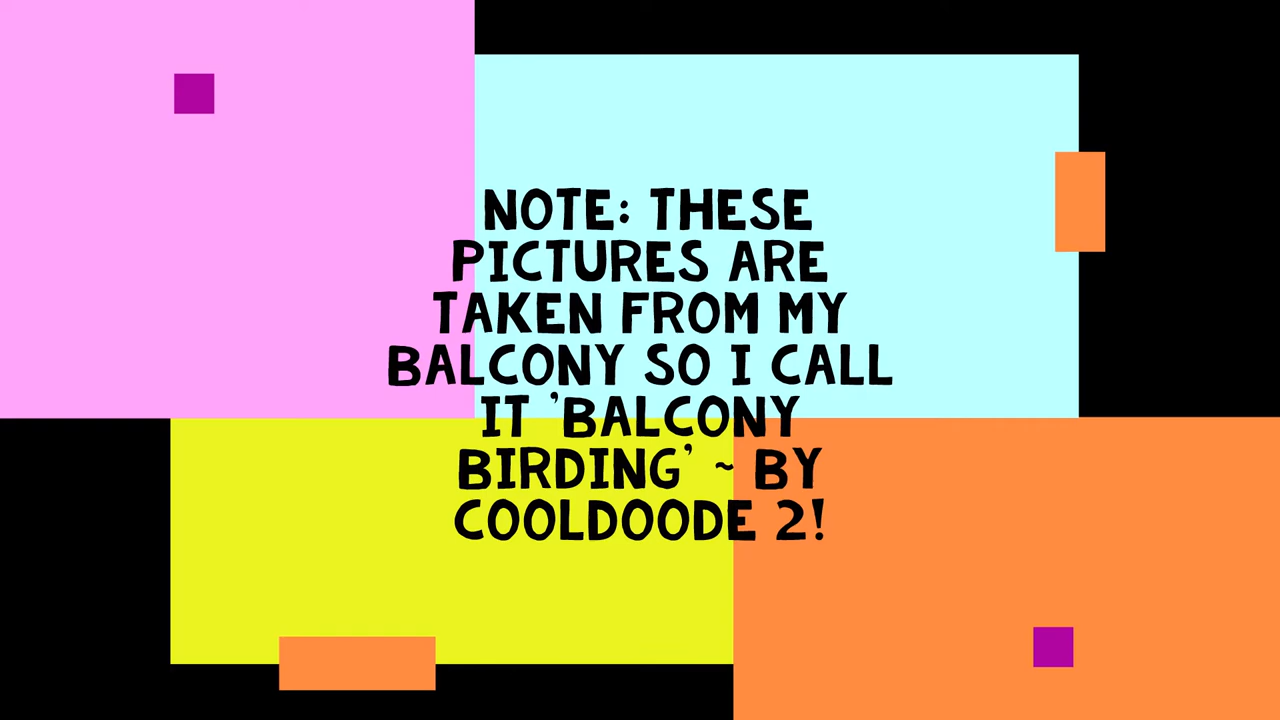 NOTE: THESE
PICTURES ARE
TAKEN FROM MY
BALCONY SO I CALL
IT 'BALCONY
BIRDING' ~ BY
COOLDOODE 2!